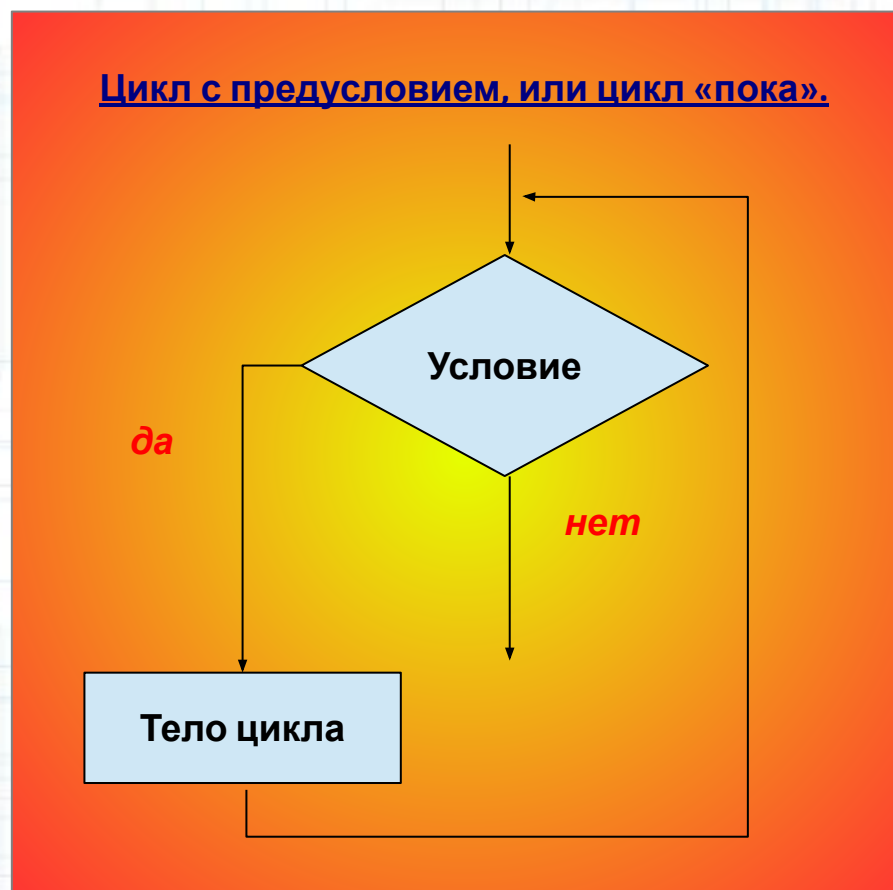 Цикл с предусловием, или цикл «пока».
Условие
да
нет
Тело цикла